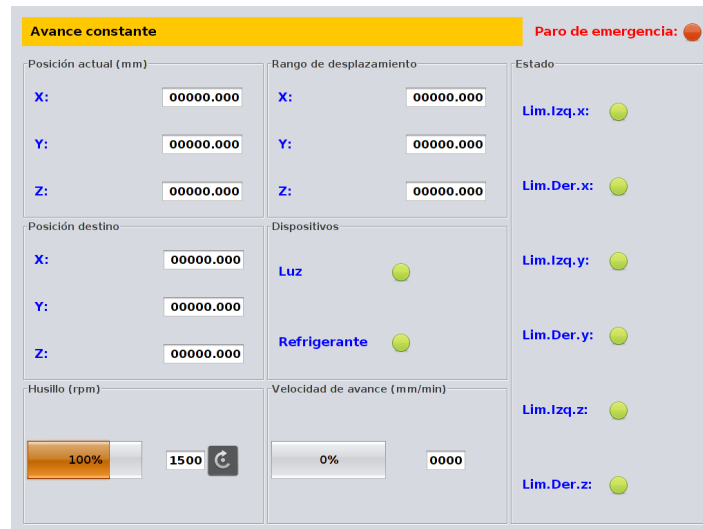 Avance constante
Paro de emergencia:
Posición actual (mm)
X: 00000.000
Y: 00000.000
Z: 00000.000
Rango de desplazamiento
X: 00000.000
Y: 00000.000
Z: 00000.000
Estado
Lim.Izq.x:
Lim.Der.x:
Lim.Izq.y:
Lim.Der.y:
Lim.Izq.z:
Lim.Der.z:
Posición destino
X: 00000.000
Y: 00000.000
Z: 00000.000
Dispositivos
Luz
Refrigerante
Husillo (rpm)
100% 1500
Velocidad de avance (mm/min)
0% 0000